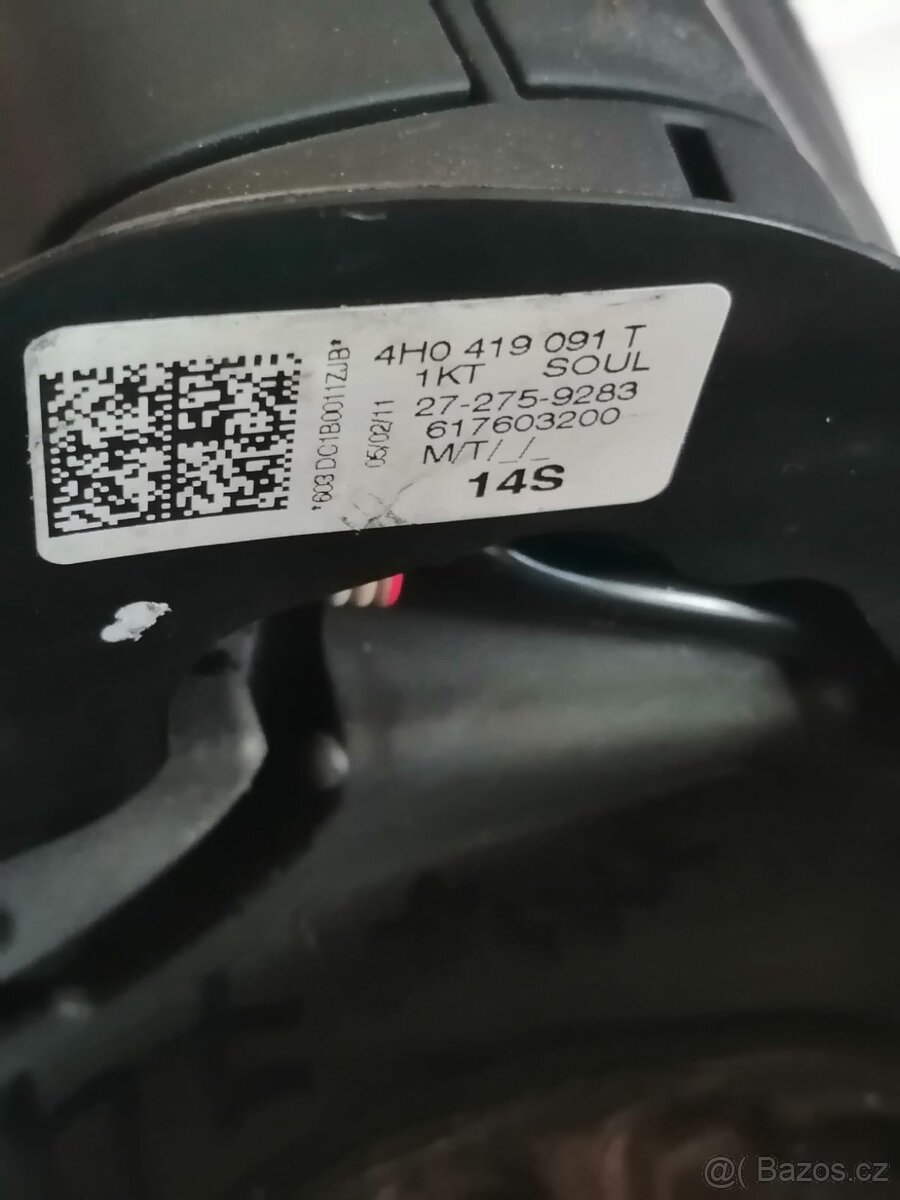 4H0 419 091 T
1KT SOUL
27-275-9283
617603200
M/T/_/_
14S
*603 DC1B0011ZJB*
05/02/11
@( Bazos.cz